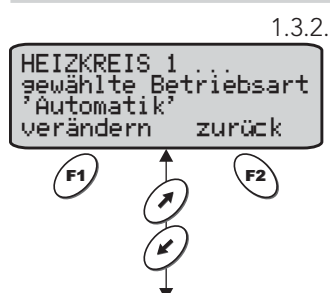 1.3.2.
HEIZKREIS 1 ...
gewählte Betriebsart
'Automatik'
verändern zurück
F1 F2